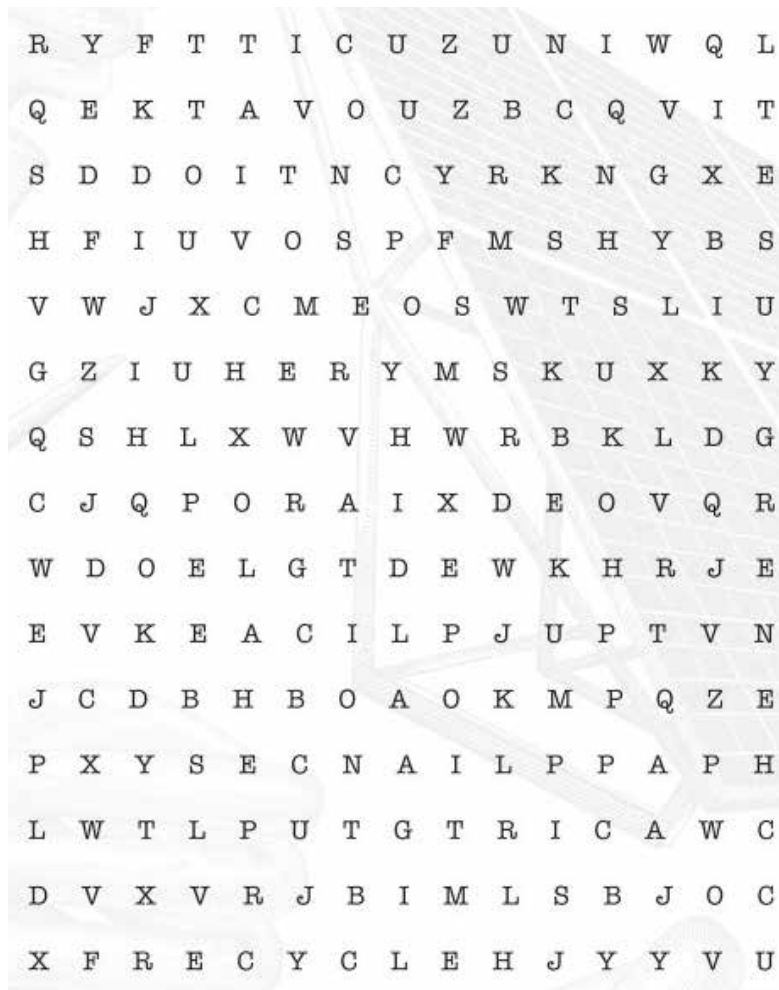 R Y F T T I C U Z U N I W Q L
Q E K T A V O U Z B C Q V I T
S D D O I T N C Y R K N G X E
H F I U V O S P F M S H Y B S
V W J X C M E O S W T S L I U
G Z I U H E R Y M S K U X K Y
Q S H L X W V H W R B K L D G
C J Q P O R A I X D E O V Q R
W D O E L G T D E W K H R J E
E V K E A C I L P J U P T V N
J C D B H B O A O K M P Q Z E
P X Y S E C N A I L P P A P H
L W T L P U T G T R I C A W C
D V X V R J B I M L S B J O C
X F R E C Y C L E H J Y Y V U